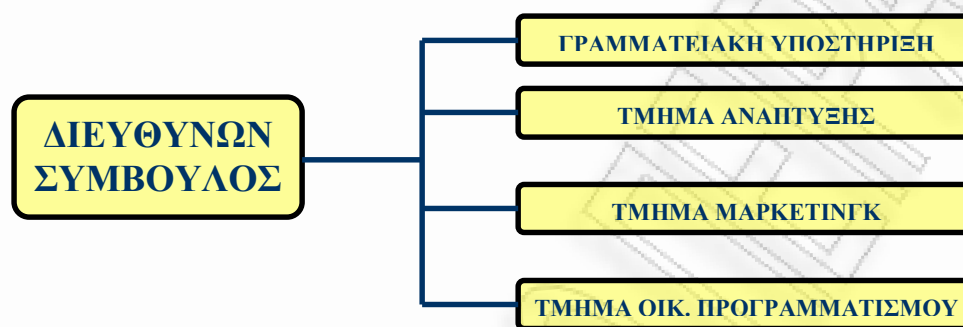 ΓΡΑΜΜΑΤΕΙΑΚΗ ΥΠΟΣΤΗΡΙΞΗ
ΤΜΗΜΑ ΑΝΑΠΤΥΞΗΣ
ΔΙΕΥΘΥΝΩΝ
ΣΥΜΒΟΥΛΟΣ
ΤΜΗΜΑ ΜΑΡΚΕΤΙΝΓΚ
ΤΜΗΜΑ ΟΙΚ. ΠΡΟΓΡΑΜΜΑΤΙΣΜΟΥ